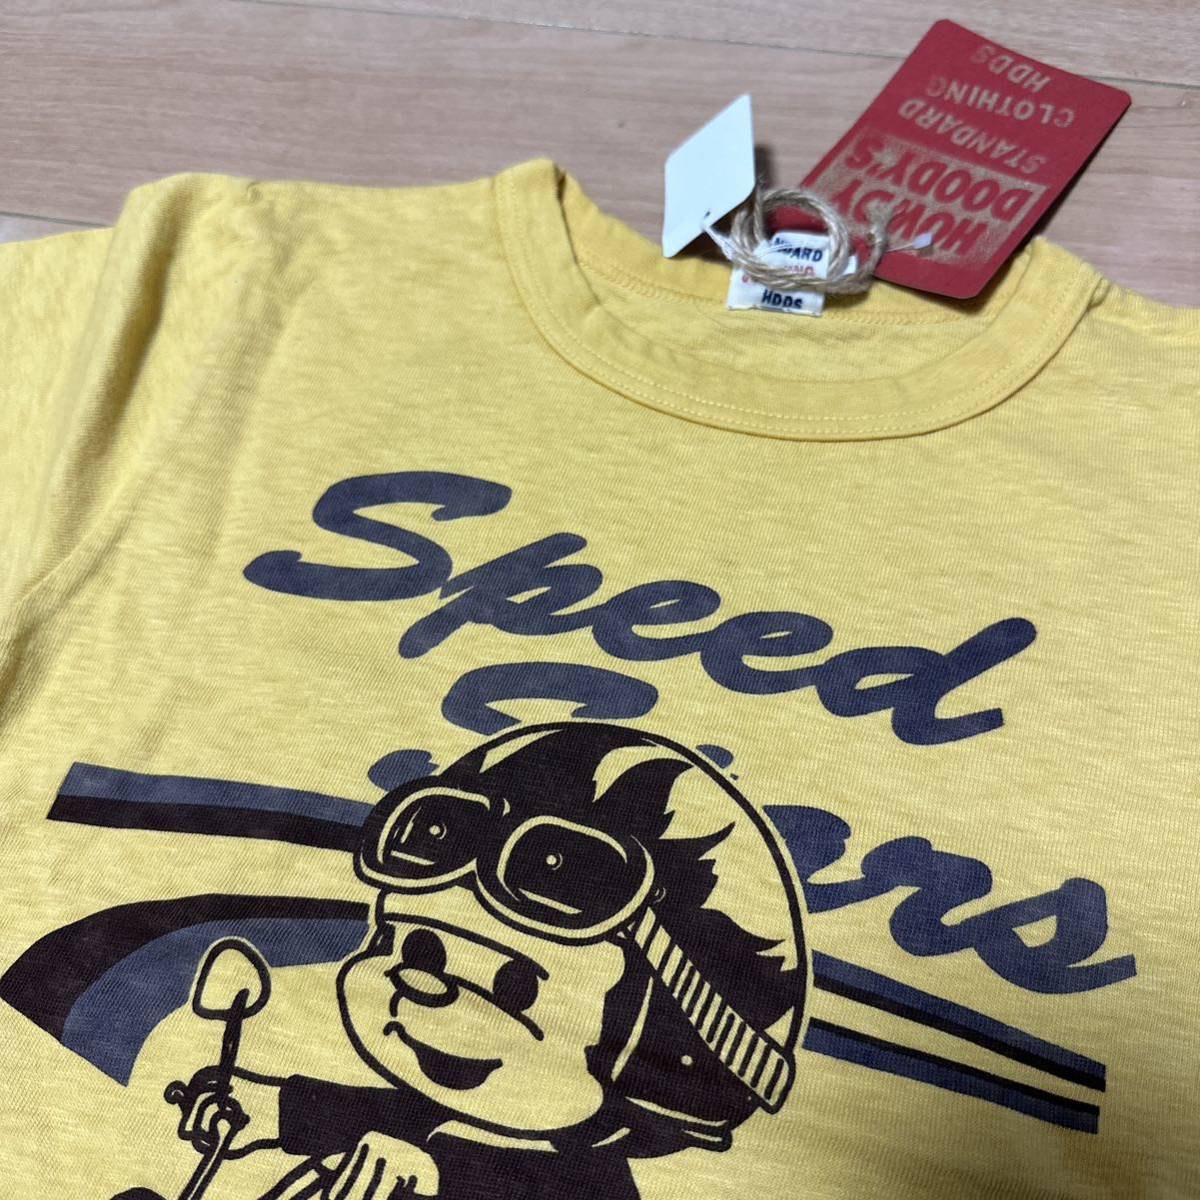 HOWDY
DOODY'S
STANDARD
CLOTHING
HDDS
HDDS
Speed